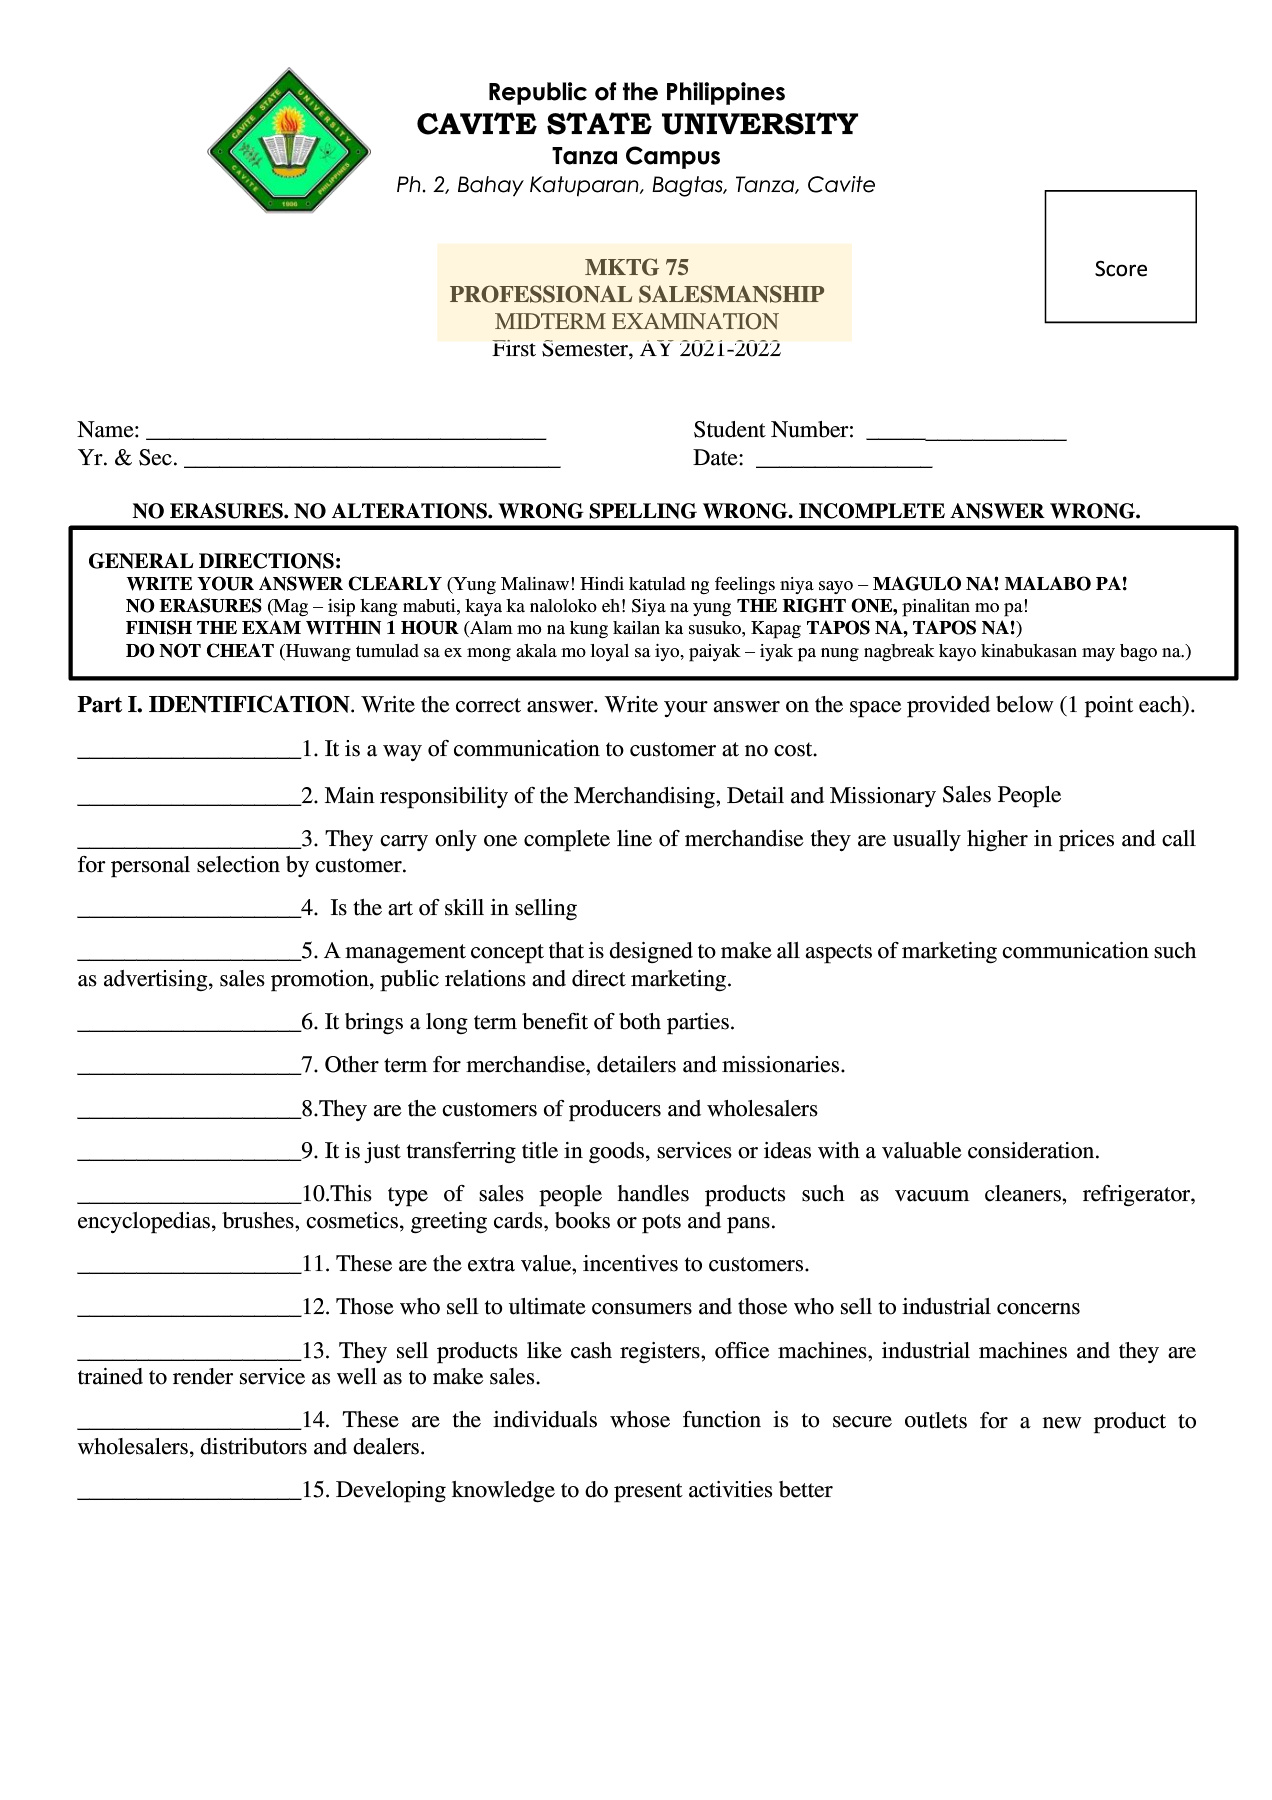 Republic of the Philippines
CAVITE STATE UNIVERSITY
Tanza Campus
Ph. 2, Bahay Katuparan, Bagtas, Tanza, Cavite
CAVITE STATE UNIVERSITY
CAVITE PHILIPPINES
1906
Score
MKTG 75
PROFESSIONAL SALESMANSHIP
MIDTERM EXAMINATION
First Semester, AY 2021-2022
Name: __________________________________ Student Number: _________________
Yr. & Sec. ________________________________ Date: _______________
NO ERASURES. NO ALTERATIONS. WRONG SPELLING WRONG. INCOMPLETE ANSWER WRONG.
GENERAL DIRECTIONS:
WRITE YOUR ANSWER CLEARLY (Yung Malinaw! Hindi katulad ng feelings niya sayo – MAGULO NA! MALABO PA!
NO ERASURES (Mag – isip kang mabuti, kaya ka naloloko eh! Siya na yung THE RIGHT ONE, pinalitan mo pa!
FINISH THE EXAM WITHIN 1 HOUR (Alam mo na kung kailan ka susuko, Kapag TAPOS NA, TAPOS NA!)
DO NOT CHEAT (Huwang tumulad sa ex mong akala mo loyal sa iyo, paiyak – iyak pa nung nagbreak kayo kinabukasan may bago na.)
Part I. IDENTIFICATION. Write the correct answer. Write your answer on the space provided below (1 point each).
___________________1. It is a way of communication to customer at no cost.
___________________2. Main responsibility of the Merchandising, Detail and Missionary Sales People
___________________3. They carry only one complete line of merchandise they are usually higher in prices and call
for personal selection by customer.
___________________4. Is the art of skill in selling
___________________5. A management concept that is designed to make all aspects of marketing communication such
as advertising, sales promotion, public relations and direct marketing.
___________________6. It brings a long term benefit of both parties.
___________________7. Other term for merchandise, detailers and missionaries.
___________________8.They are the customers of producers and wholesalers
___________________9. It is just transferring title in goods, services or ideas with a valuable consideration.
___________________10.This type of sales people handles products such as vacuum cleaners, refrigerator,
encyclopedias, brushes, cosmetics, greeting cards, books or pots and pans.
___________________11. These are the extra value, incentives to customers.
___________________12. Those who sell to ultimate consumers and those who sell to industrial concerns
___________________13. They sell products like cash registers, office machines, industrial machines and they are
trained to render service as well as to make sales.
___________________14. These are the individuals whose function is to secure outlets for a new product to
wholesalers, distributors and dealers.
___________________15. Developing knowledge to do present activities better